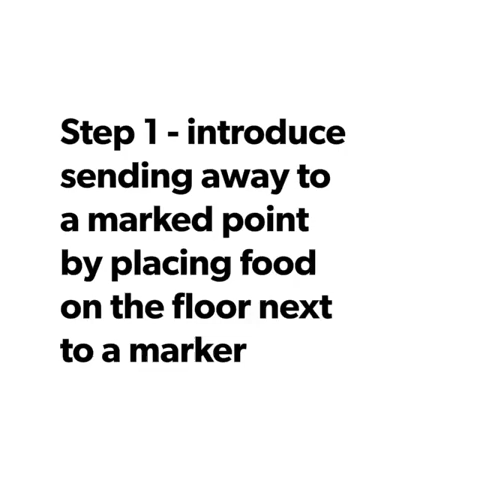 Step 1 - introduce
sending away to
a marked point
by placing food
on the floor next
to a marker